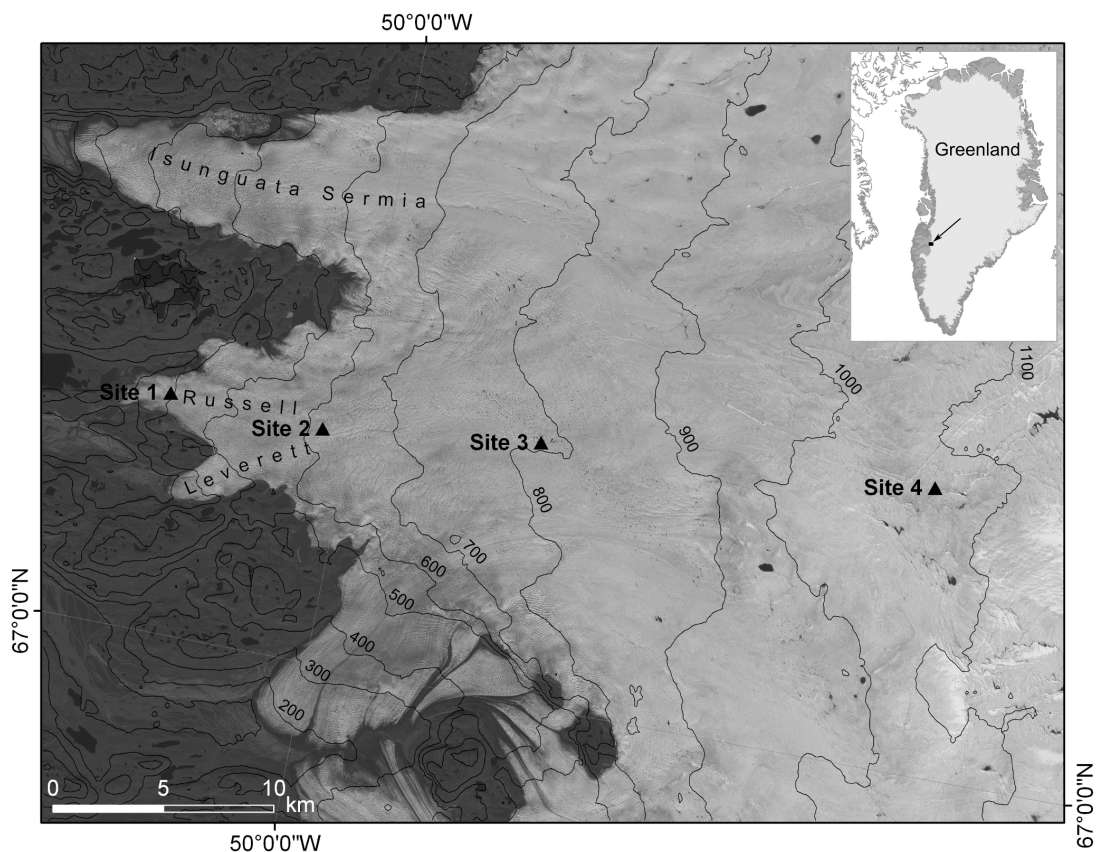 50°0'0"W
Greenland
Isunguata Sermia
1100
1000
Site 1
Russell
Site 2
900
Site 3
Leverett
Site 4
800
700
600
500
400
300
200
67°0'0"N
0 5 10
km
67°0'0"N
50°0'0"W